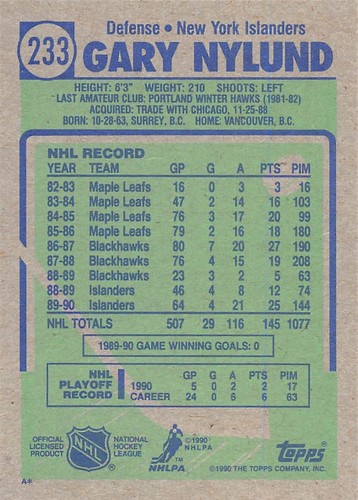 233
Defense • New York Islanders
GARY NYLUND
HEIGHT: 6'3" WEIGHT: 210 SHOOTS: LEFT
LAST AMATEUR CLUB: PORTLAND WINTER HAWKS (1981-82)
ACQUIRED: TRADE WITH CHICAGO, 11-25-88
BORN: 10-28-63, SURREY, B.C. HOME: VANCOUVER, B.C.
NHL RECORD
YEAR TEAM GP G A PTS PIM
82-83 Maple Leafs 16 0 3 3 16
83-84 Maple Leafs 47 2 14 16 103
84-85 Maple Leafs 76 3 17 20 99
85-86 Maple Leafs 79 2 16 18 180
86-87 Blackhawks 80 7 20 27 190
87-88 Blackhawks 76 4 15 19 208
88-89 Blackhawks 23 3 2 5 63
88-89 Islanders 46 4 8 12 74
89-90 Islanders 64 4 21 25 144
NHL TOTALS 507 29 116 145 1077
1989-90 GAME WINNING GOALS: 0
NHL PLAYOFF RECORD
GP G A PTS PIM
1990 5 0 2 2 17
CAREER 24 0 6 6 63
OFFICIAL LICENSED PRODUCT
NHL
NATIONAL HOCKEY LEAGUE
©1990 NHLPA
NHLPA
topps
©1990 THE TOPPS COMPANY, INC.
A*